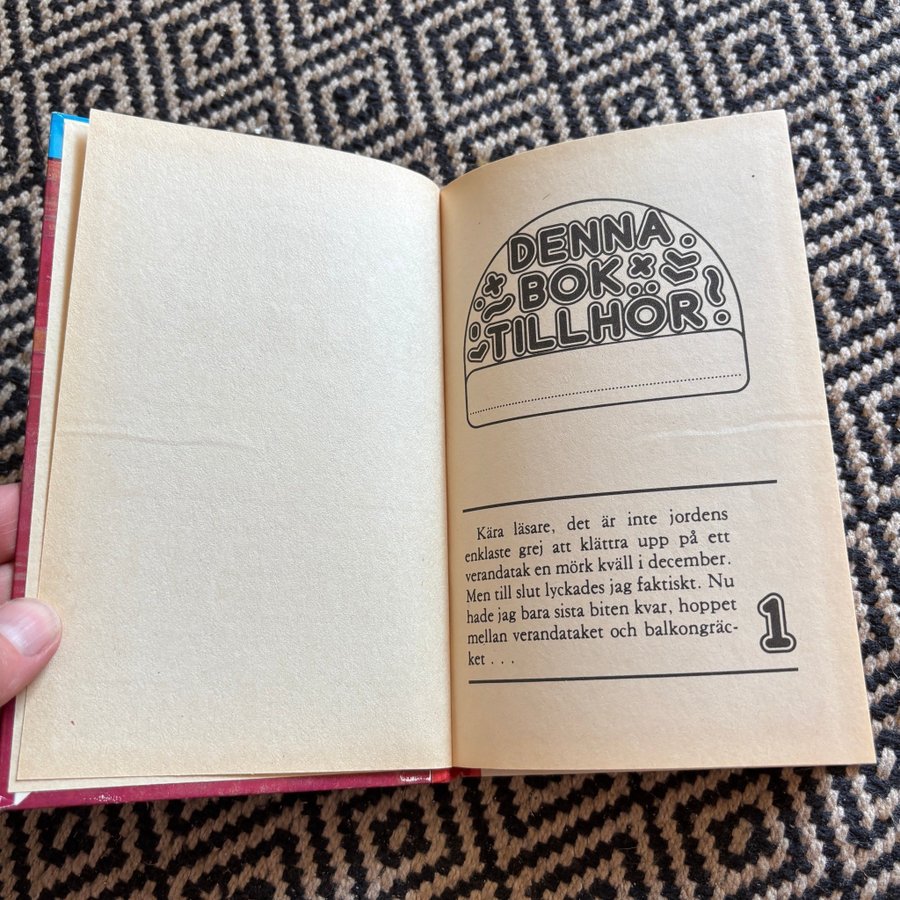 DENNA
BOK
TILLHÖR
Kära läsare, det är inte jordens
enklaste grej att klättra upp på ett
verandatak en mörk kväll i december.
Men till slut lyckades jag faktiskt. Nu
hade jag bara sista biten kvar, hoppet
mellan verandataket och balkongräc-
ket . . .
1